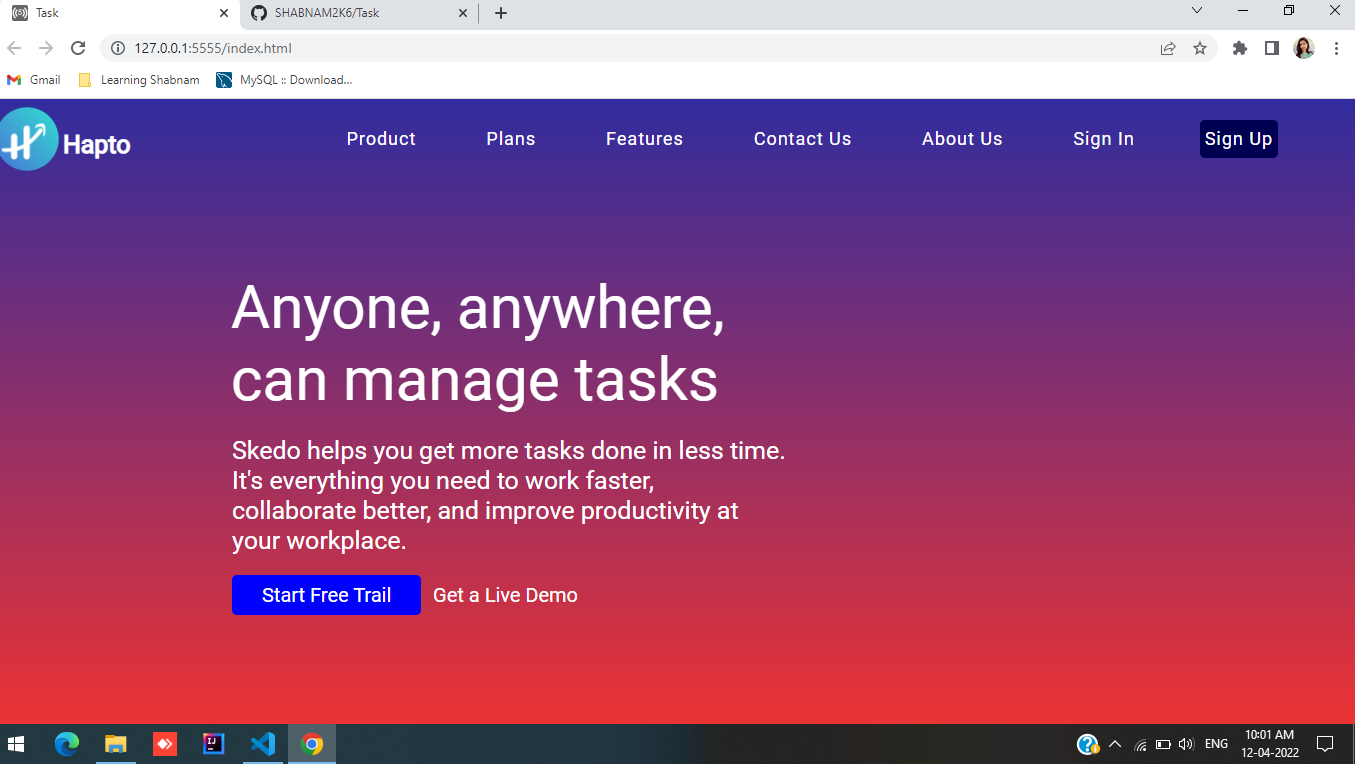 Task
SHABNAM2K6/Task
127.0.0.1:5555/index.html
Gmail
Learning Shabnam
MySQL :: Download...
Hapto
Product
Plans
Features
Contact Us
About Us
Sign In
Sign Up
Anyone, anywhere,
can manage tasks
Skedo helps you get more tasks done in less time.
It's everything you need to work faster,
collaborate better, and improve productivity at
your workplace.
Start Free Trail
Get a Live Demo
ENG
10:01 AM
12-04-2022